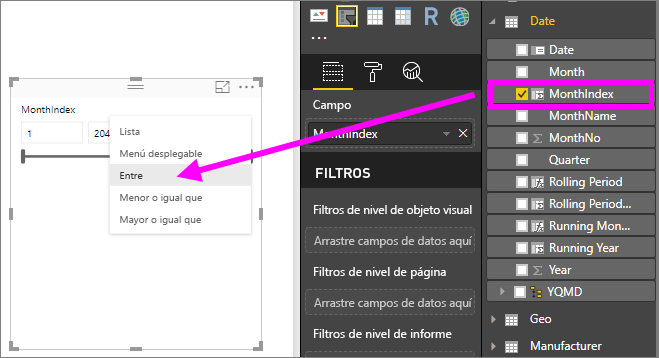 MonthIndex
1
204
Lista
Menú desplegable
Entre
Menor o igual que
Mayor o igual que
R
Campo
MonthIndex
FILTROS
Filtros de nivel de objeto visual
Arrastre campos de datos aquí
Filtros de nivel de página
Arrastre campos de datos aquí
Filtros de nivel de informe
Date
Date
Month
MonthIndex
MonthName
MonthNo
Quarter
Rolling Period
Rolling Period...
Running Mon...
Running Year
Year
YQMD
Geo
Manufacturer